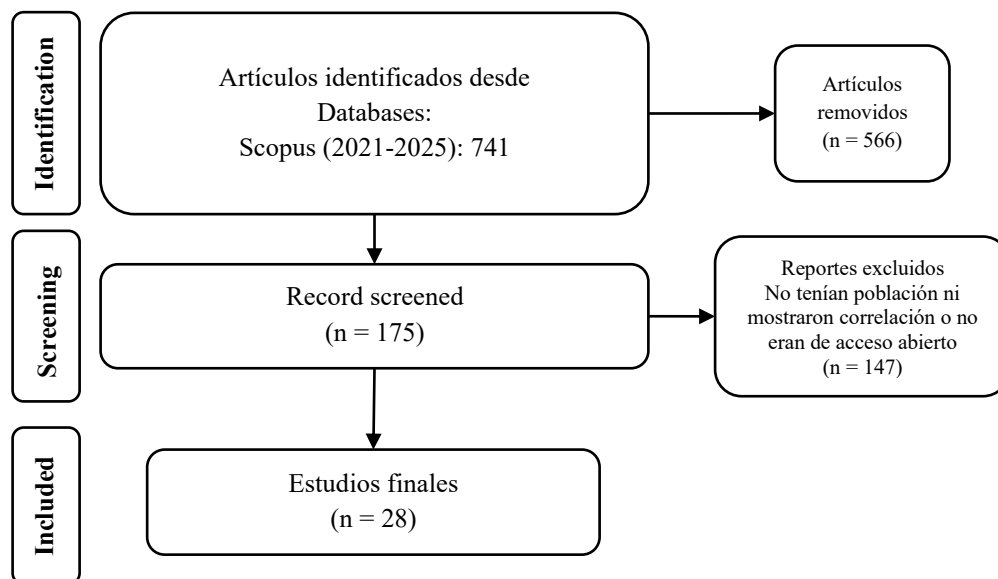 Identification
Artículos identificados desde
Databases:
Scopus (2021-2025): 741
Artículos
removidos
(n = 566)
Screening
Record screened
(n = 175)
Reportes excluidos
No tenían población ni
mostraron correlación o no
eran de acceso abierto
(n = 147)
Included
Estudios finales
(n = 28)